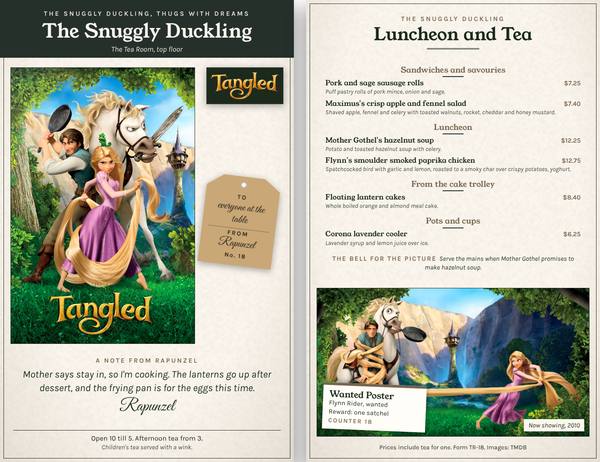 THE SNUGGLY DUCKLING, THUGS WITH DREAMS
The Snuggly Duckling
The Tea Room, top floor
Tangled
TO
everyone at the
table
FROM
Rapunzel
No. 18
Tangled
A NOTE FROM RAPUNZEL
Mother says stay in, so I'm cooking. The lanterns go up after
dessert, and the frying pan is for the eggs this time.
Rapunzel
Open 10 till 5. Afternoon tea from 3.
Children's tea served with a wink.
THE SNUGGLY DUCKLING
Luncheon and Tea
Sandwiches and savouries
Pork and sage sausage rolls $7.25
Puff pastry rolls of pork mince, onion and sage.
Maximus's crisp apple and fennel salad $7.40
Shaved apple, fennel and celery with toasted walnuts, rocket, cheddar and honey mustard.
Luncheon
Mother Gothel's hazelnut soup $12.25
Potato and toasted hazelnut soup with celery.
Flynn's smoulder smoked paprika chicken $12.75
Spatchcocked bird with garlic and lemon, roasted to a smoky char over crispy potatoes, yoghurt.
From the cake trolley
Floating lantern cakes $8.40
Whole boiled orange and almond meal cake.
Pots and cups
Corona lavender cooler $6.25
Lavender syrup and lemon juice over ice.
THE BELL FOR THE PICTURE Serve the mains when Mother Gothel promises to
make hazelnut soup.
Wanted Poster
Flynn Rider, wanted
Reward: one satchel
COUNTER 18
Now showing, 2010
Prices include tea for one. Form TR-18. Images: TMDB